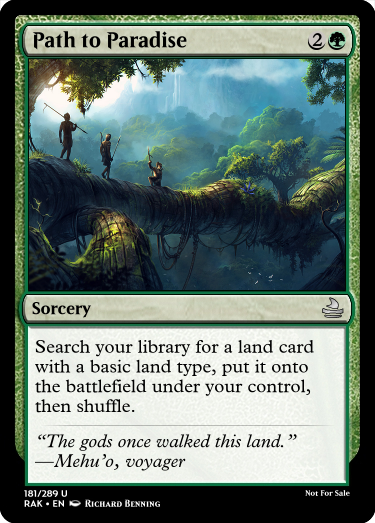 Path to Paradise 2
Sorcery
Search your library for a land card
with a basic land type, put it onto
the battlefield under your control,
then shuffle.
“The gods once walked this land.”
—Mehu’o, voyager
181/289 U Not For Sale
RAK • EN Richard Benning